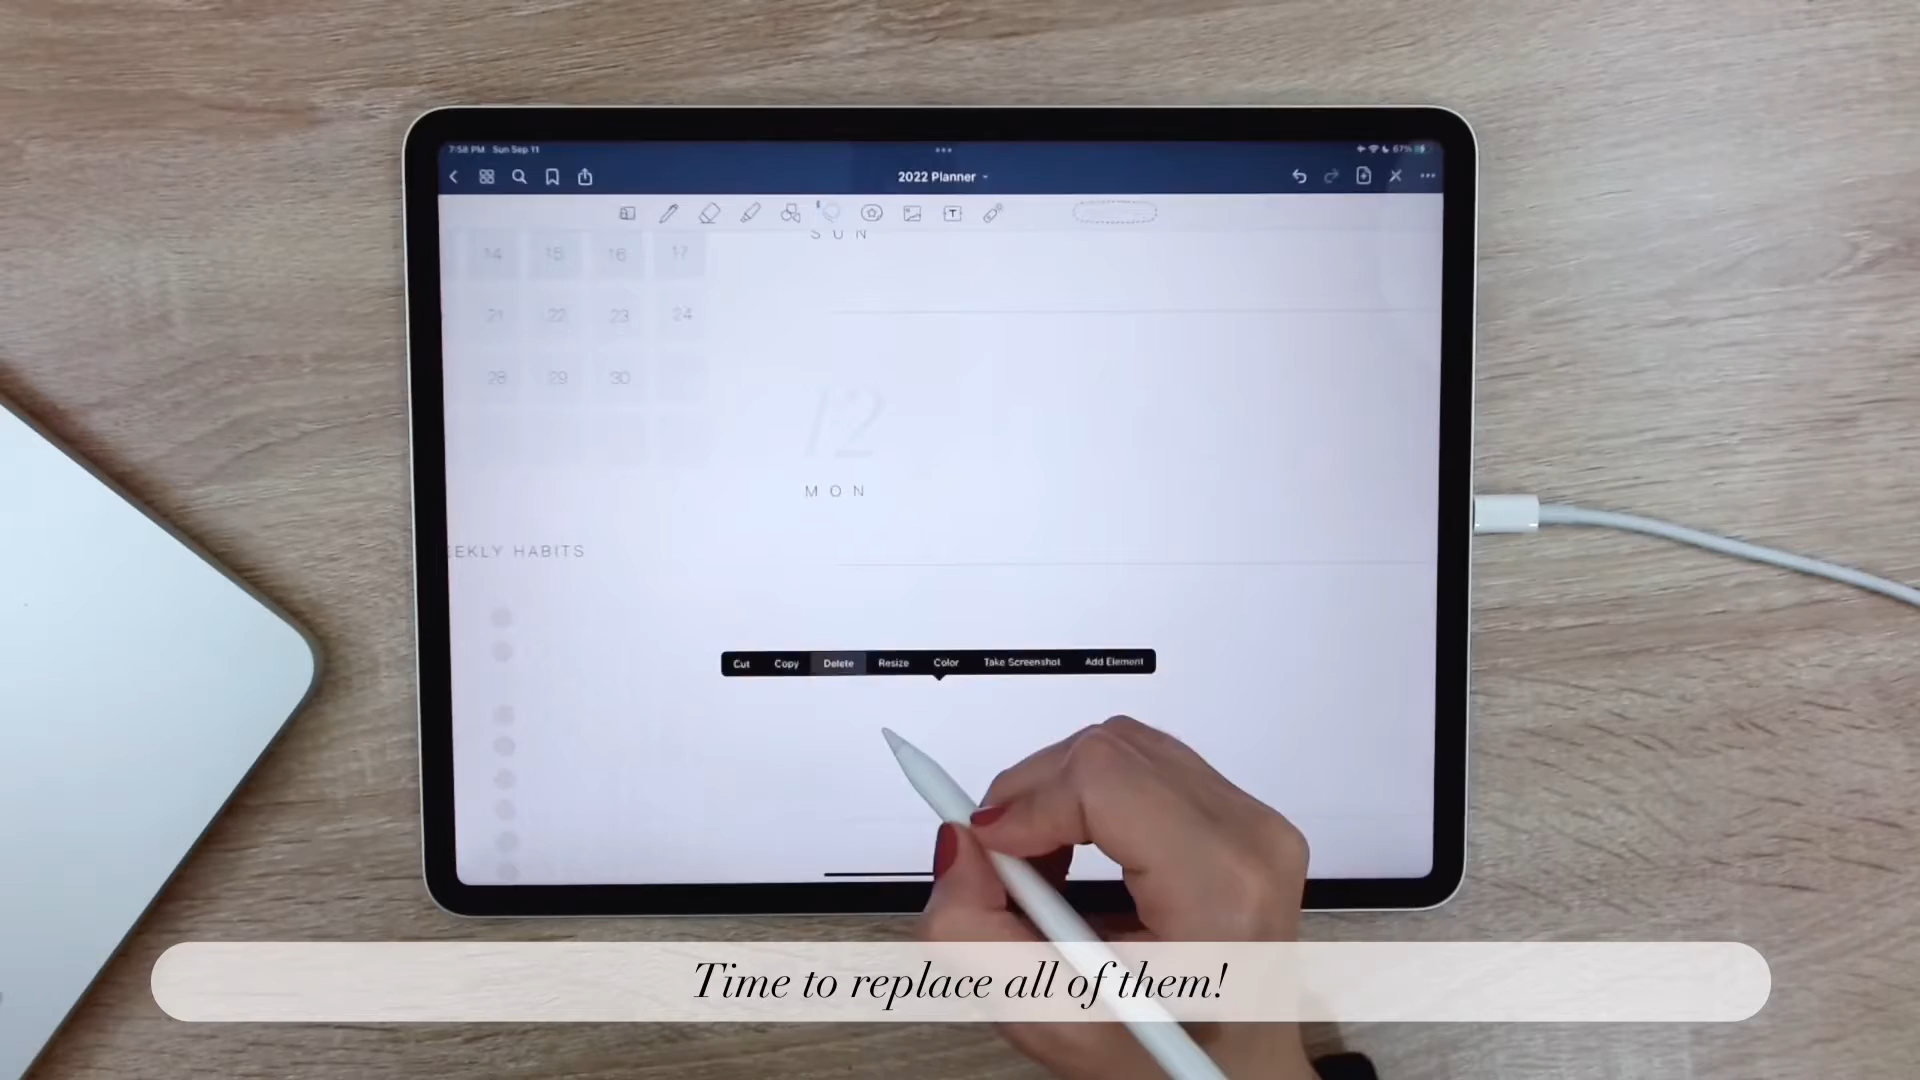 7:58 PM Sun Sep 11
67%
2022 Planner
T
SUN
14 15 16 17
21 22 23 24
28 29 30
12
MON
EEKLY HABITS
Cut Copy Delete Resize Color Take Screenshot Add Element
Time to replace all of them!